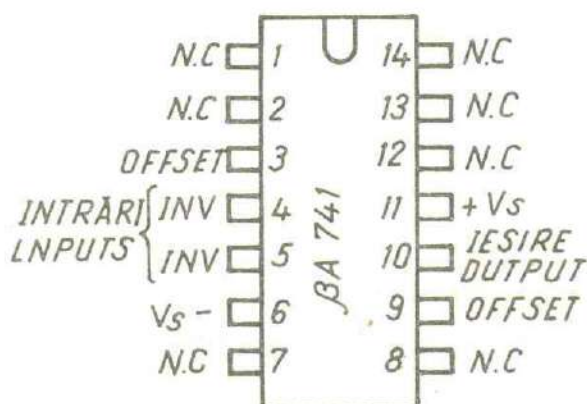 N.C 1 14 N.C
N.C 2 13 N.C
OFFSET 3 12 N.C
INTRĂRI INV 4 11 +Vs
LNPUTS INV 5 10 IESIRE
DUTPUT
Vs- 6 9 OFFSET
N.C 7 8 N.C
βA 741